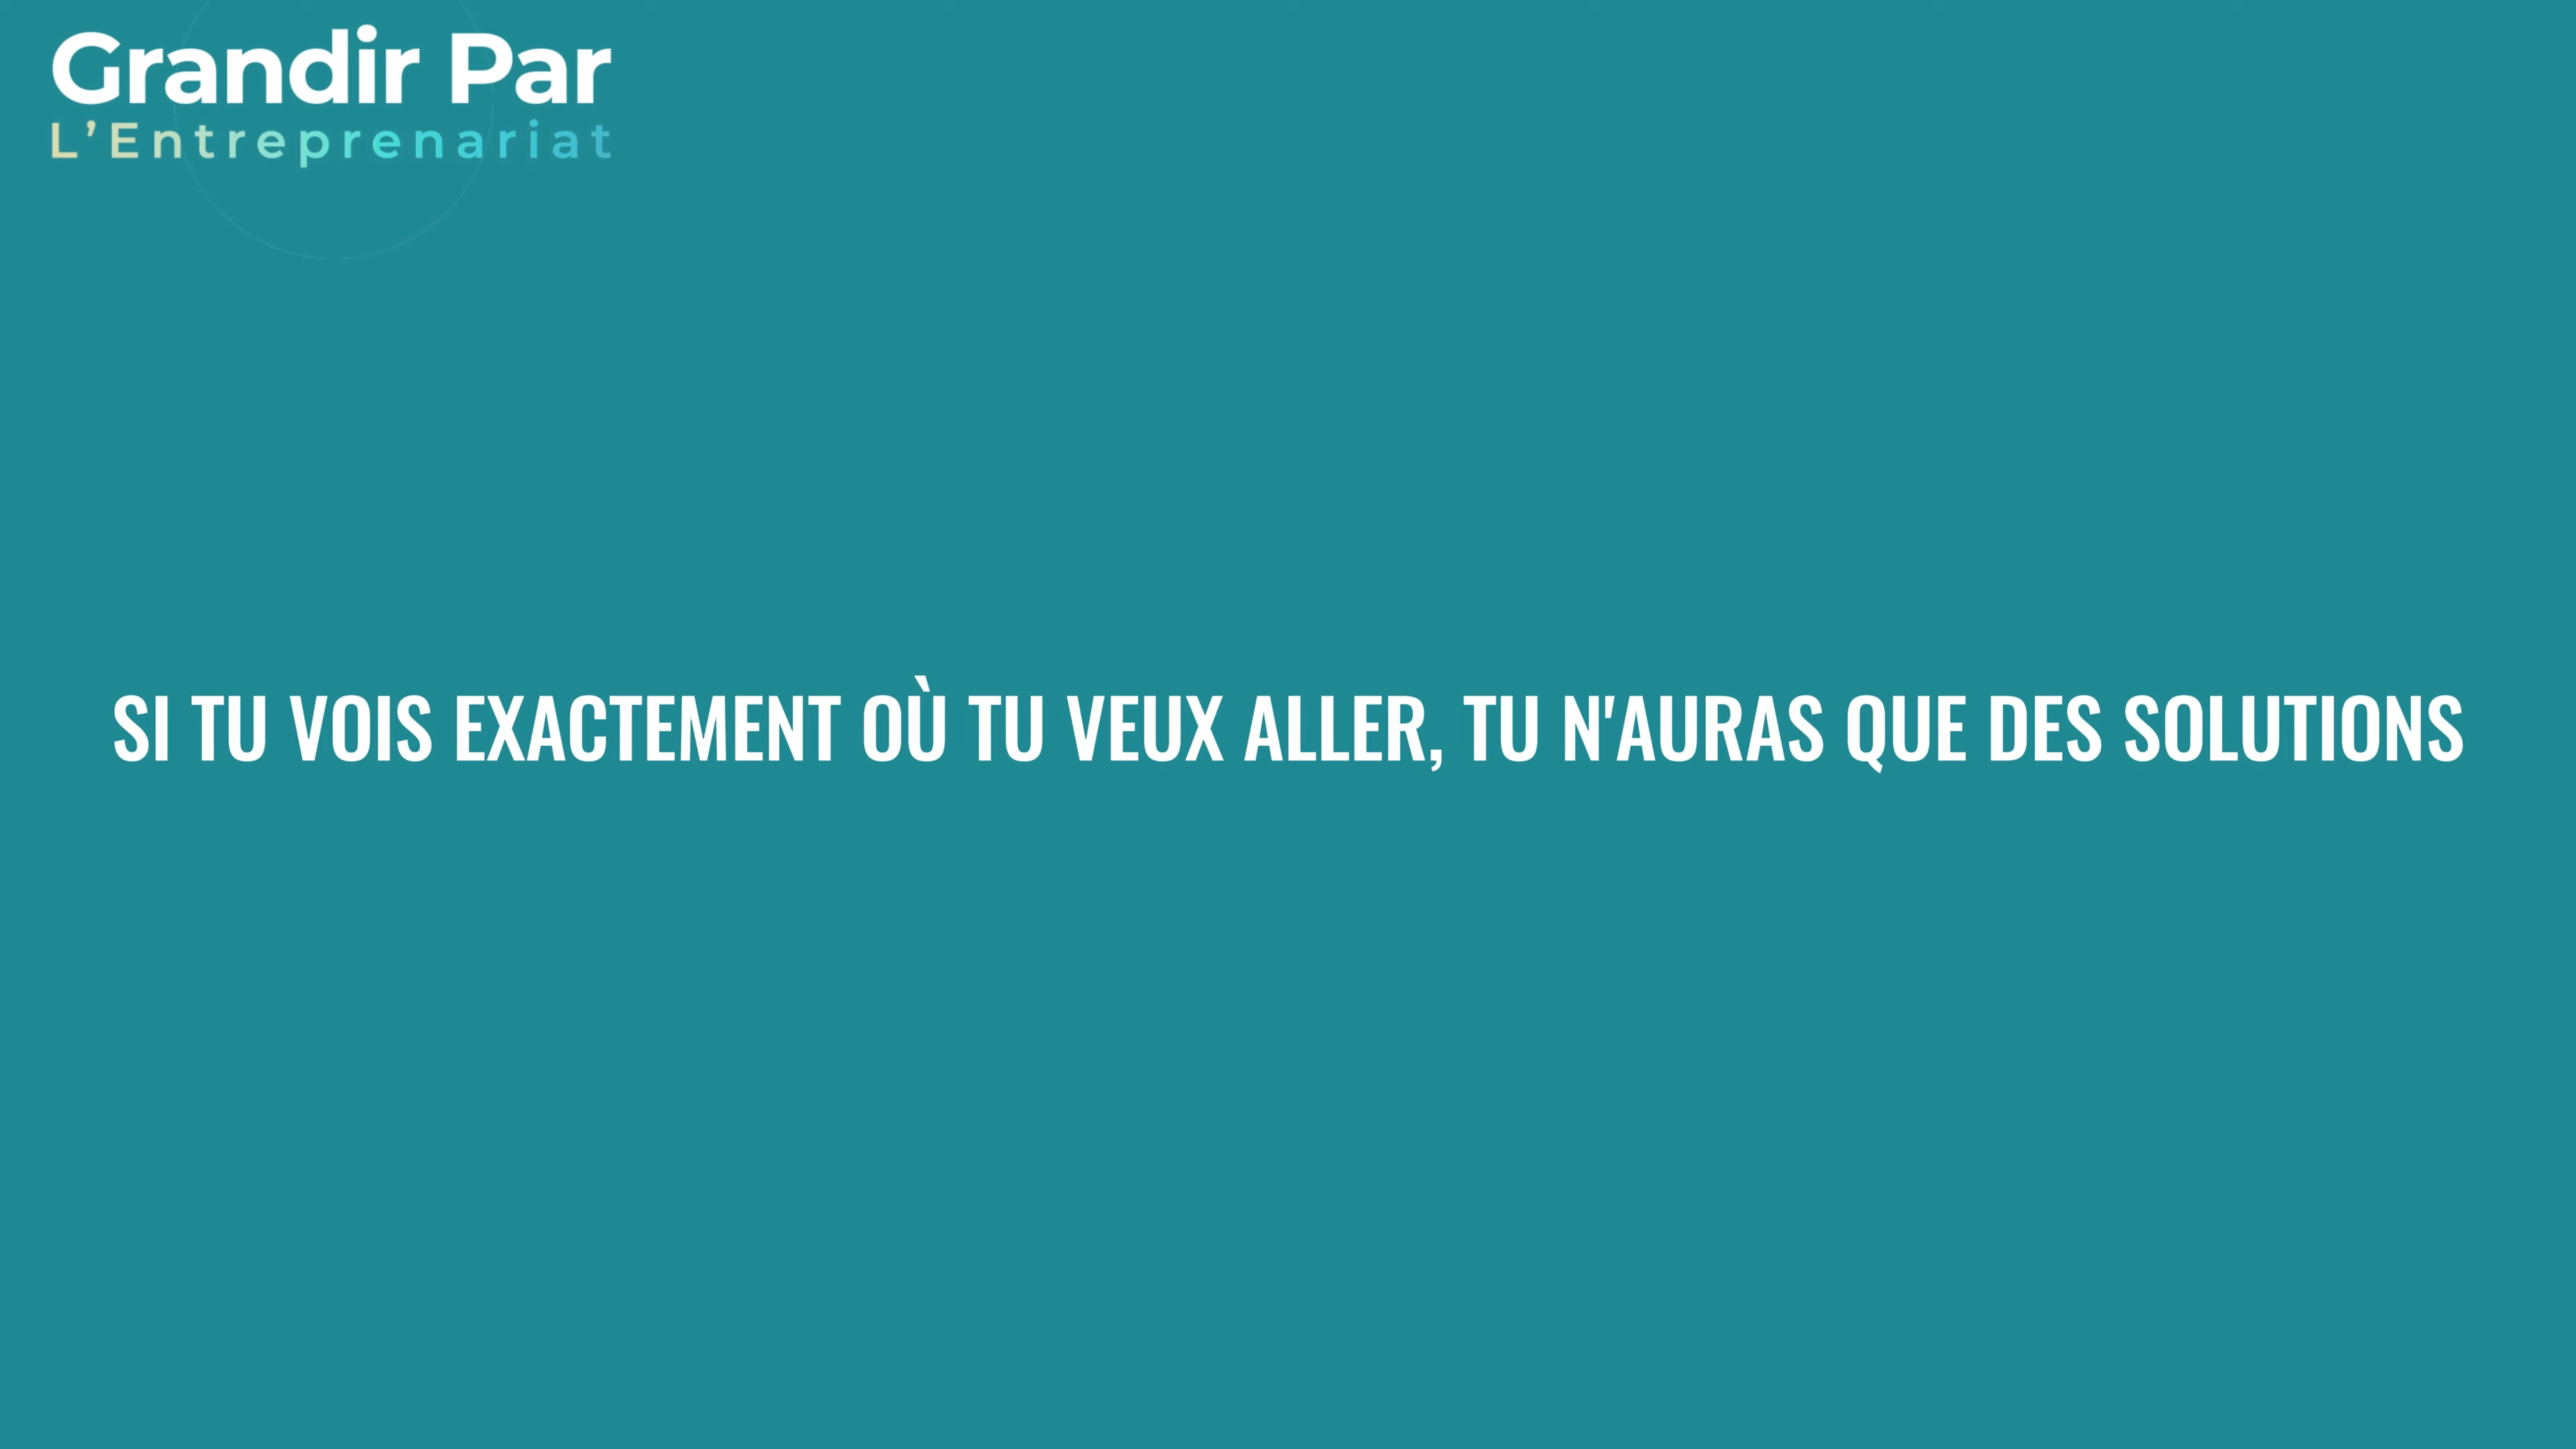 Grandir Par
L’Entreprenariat
SI TU VOIS EXACTEMENT OÙ TU VEUX ALLER, TU N'AURAS QUE DES SOLUTIONS